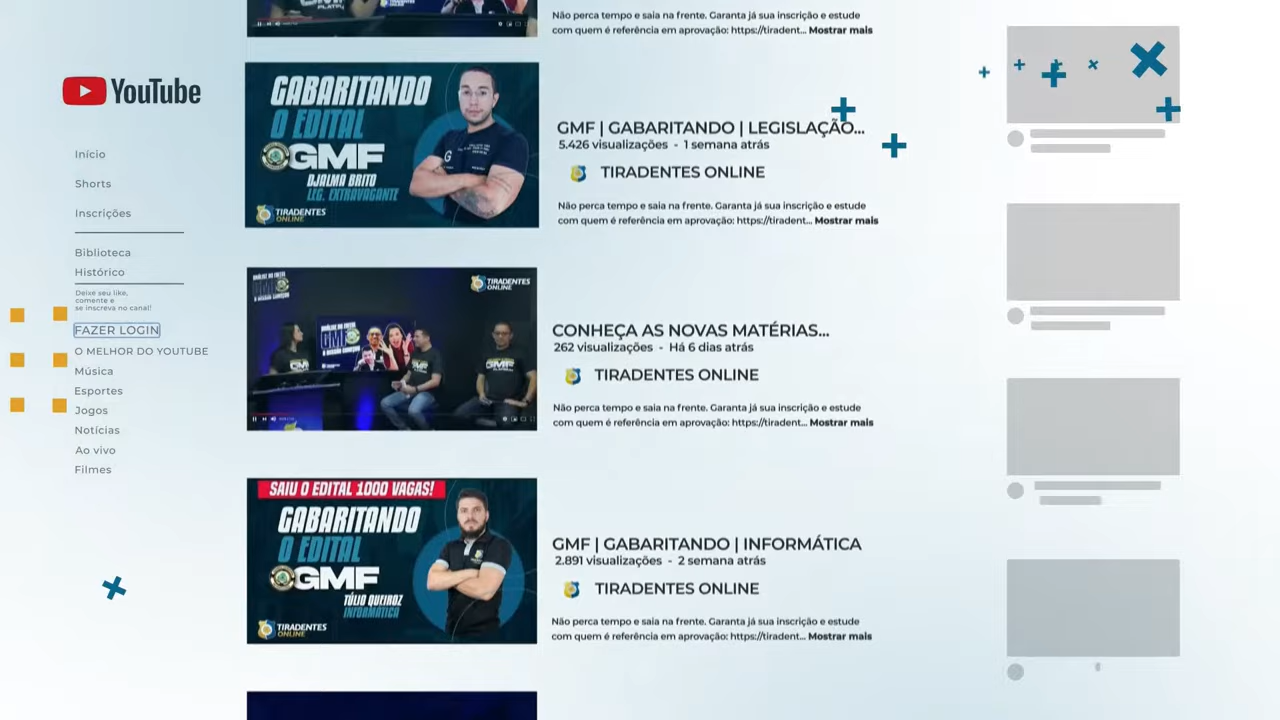 Não perca tempo e saia na frente. Garanta já sua inscrição e estude
com quem é referência em aprovação: https://tiradent... Mostrar mais
YouTube
Início
Shorts
Inscrições
Biblioteca
Histórico
Deixe seu like,
comente e
se inscreva no canal!
FAZER LOGIN
O MELHOR DO YOUTUBE
Música
Esportes
Jogos
Notícias
Ao vivo
Filmes
GABARITANDO
O EDITAL
GMF
DJALMA BRITO
LEG. EXTRAVAGANTE
TIRADENTES
ONLINE
GMF | GABARITANDO | LEGISLAÇÃO...
5.426 visualizações - 1 semana atrás
TIRADENTES ONLINE
Não perca tempo e saia na frente. Garanta já sua inscrição e estude
com quem é referência em aprovação: https://tiradent... Mostrar mais
ANÁLISE DO EDITAL
GMF
A MISSÃO COMEÇOU
TIRADENTES
ONLINE
CONHEÇA AS NOVAS MATÉRIAS...
262 visualizações - Há 6 dias atrás
TIRADENTES ONLINE
Não perca tempo e saia na frente. Garanta já sua inscrição e estude
com quem é referência em aprovação: https://tiradent... Mostrar mais
SAIU O EDITAL 1000 VAGAS!
GABARITANDO
O EDITAL
GMF
TÚLIO QUEIROZ
INFORMÁTICA
TIRADENTES
ONLINE
GMF | GABARITANDO | INFORMÁTICA
2.891 visualizações - 2 semana atrás
TIRADENTES ONLINE
Não perca tempo e saia na frente. Garanta já sua inscrição e estude
com quem é referência em aprovação: https://tiradent... Mostrar mais